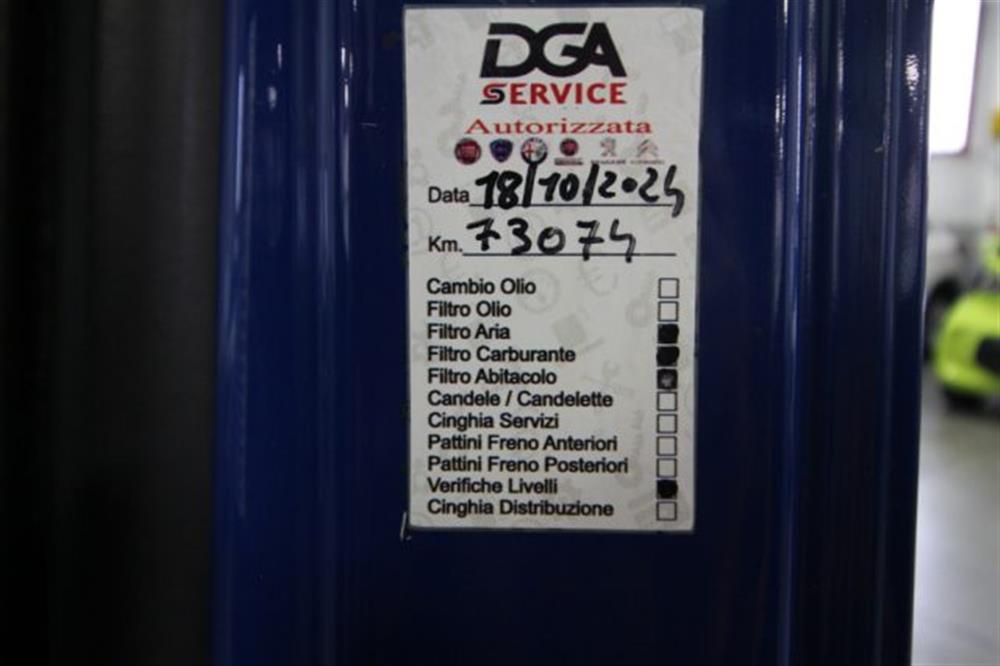 DGA
SERVICE
Autorizzata
Data 18/10/2024
Km. 73074
Cambio Olio
Filtro Olio
Filtro Aria
Filtro Carburante
Filtro Abitacolo
Candele / Candelette
Cinghia Servizi
Pattini Freno Anteriori
Pattini Freno Posteriori
Verifiche Livelli
Cinghia Distribuzione